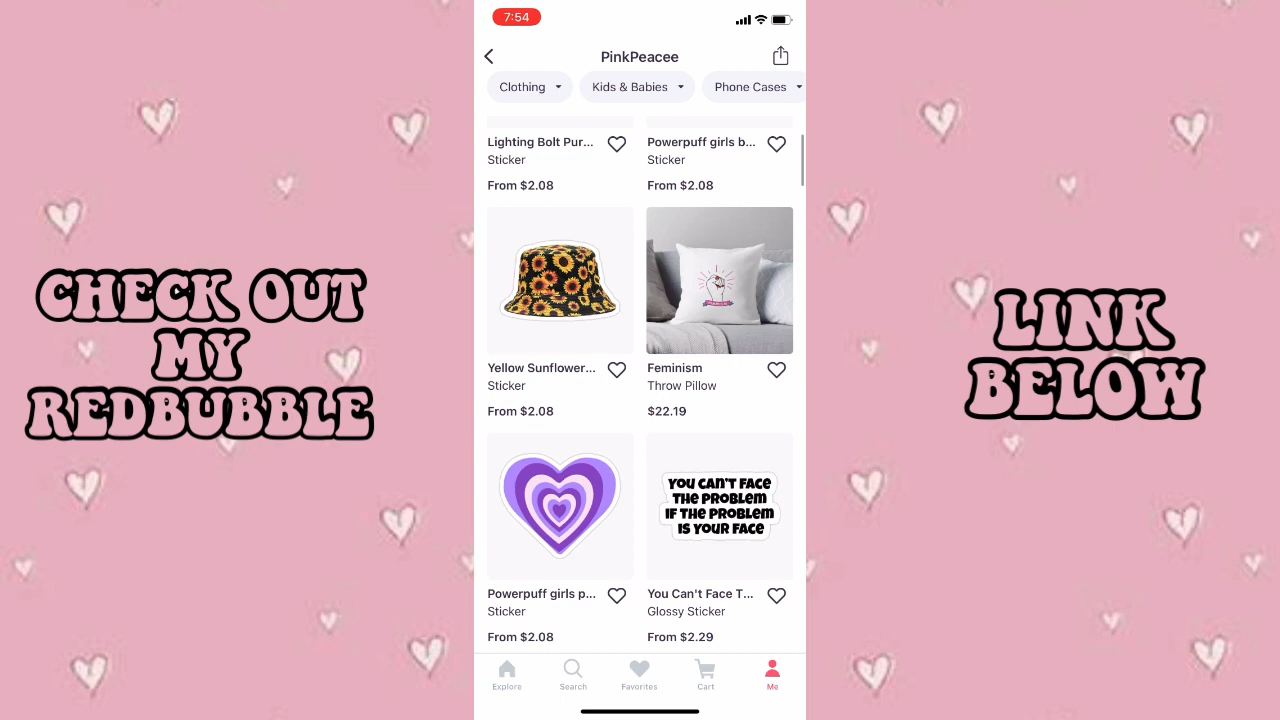 CHECK OUT
MY
REDBUBBLE
7:54
PinkPeacee
Clothing
Kids & Babies
Phone Cases
Lighting Bolt Pur...
Sticker
From $2.08
Powerpuff girls b...
Sticker
From $2.08
Yellow Sunflower...
Sticker
From $2.08
Feminism
Throw Pillow
$22.19
YOU CAN'T FACE
THE PROBLEM
IF THE PROBLEM
IS YOUR FACE
Powerpuff girls p...
Sticker
From $2.08
You Can't Face T...
Glossy Sticker
From $2.29
Explore
Search
Favorites
Cart
Me
LINK
BELOW